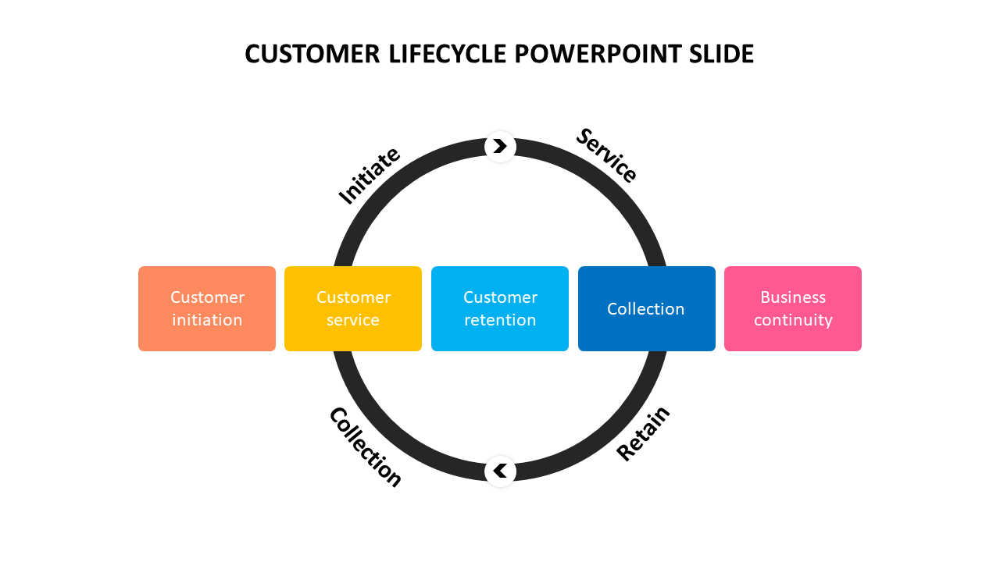 CUSTOMER LIFECYCLE POWERPOINT SLIDE
Initiate
Service
Customer
initiation
Customer
service
Customer
retention
Collection
Business
continuity
Collection
Retain